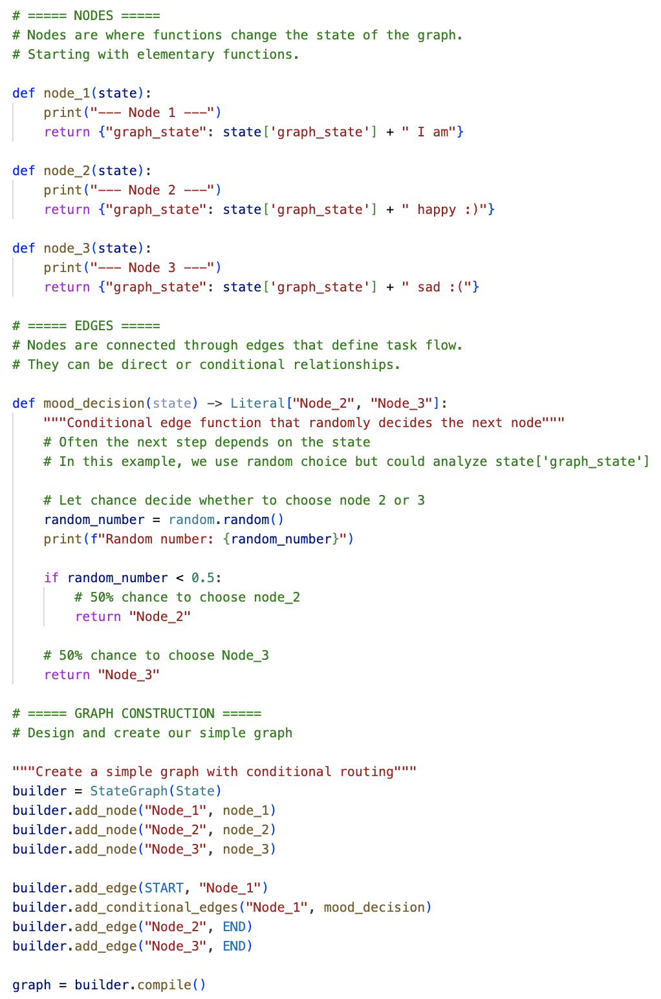 # ===== NODES =====
# Nodes are where functions change the state of the graph.
# Starting with elementary functions.

def node_1(state):
    print("--- Node 1 ---")
    return {"graph_state": state['graph_state'] + " I am"}

def node_2(state):
    print("--- Node 2 ---")
    return {"graph_state": state['graph_state'] + " happy :)"}

def node_3(state):
    print("--- Node 3 ---")
    return {"graph_state": state['graph_state'] + " sad :("}

# ===== EDGES =====
# Nodes are connected through edges that define task flow.
# They can be direct or conditional relationships.

def mood_decision(state) -> Literal["Node_2", "Node_3"]:
    """Conditional edge function that randomly decides the next node"""
    # Often the next step depends on the state
    # In this example, we use random choice but could analyze state['graph_state']

    # Let chance decide whether to choose node 2 or 3
    random_number = random.random()
    print(f"Random number: {random_number}")

    if random_number < 0.5:
        # 50% chance to choose node_2
        return "Node_2"

    # 50% chance to choose Node_3
    return "Node_3"

# ===== GRAPH CONSTRUCTION =====
# Design and create our simple graph

"""Create a simple graph with conditional routing"""
builder = StateGraph(State)
builder.add_node("Node_1", node_1)
builder.add_node("Node_2", node_2)
builder.add_node("Node_3", node_3)

builder.add_edge(START, "Node_1")
builder.add_conditional_edges("Node_1", mood_decision)
builder.add_edge("Node_2", END)
builder.add_edge("Node_3", END)

graph = builder.compile()